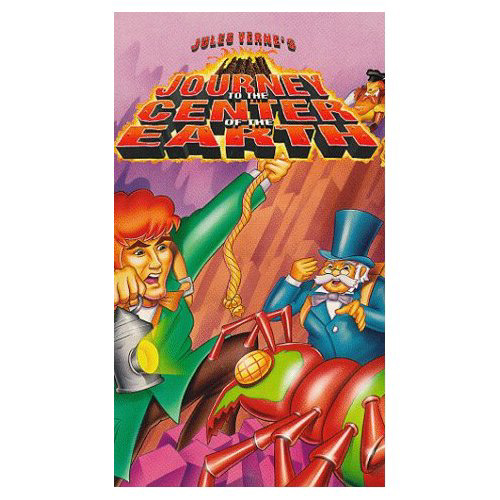 JULES VERNE'S
JOURNEY
TO THE
CENTER
OF THE
EARTH